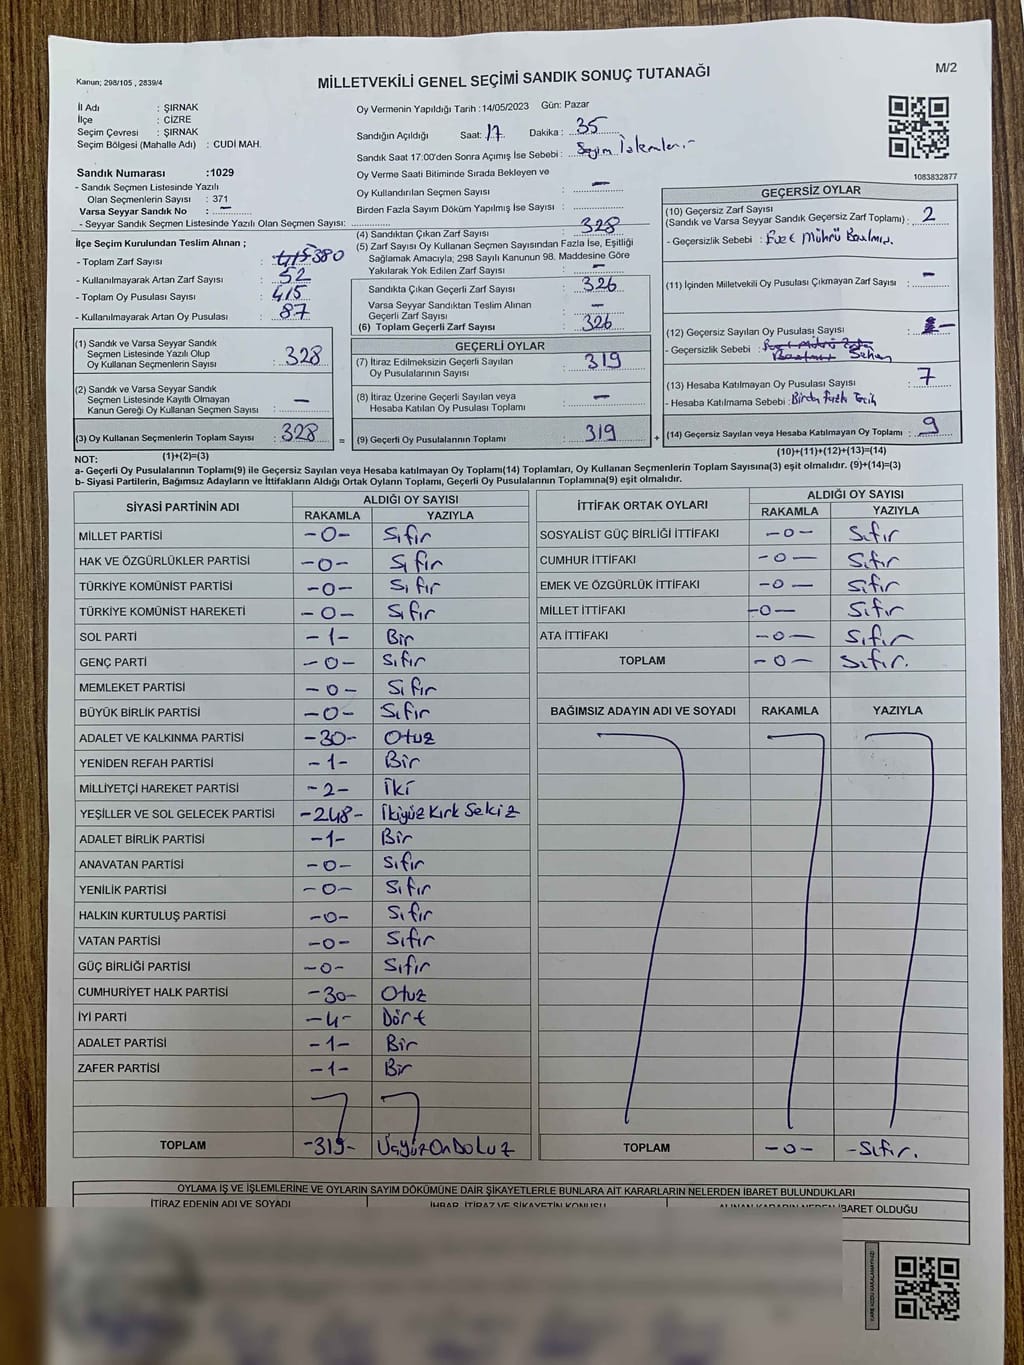 Kanun; 298/105 , 2839/4
MİLLETVEKİLİ GENEL SEÇİMİ SANDIK SONUÇ TUTANAĞI
M/2
İl Adı : ŞIRNAK
İlçe : CİZRE
Seçim Çevresi : ŞIRNAK
Seçim Bölgesi (Mahalle Adı) : CUDİ MAH.
Oy Vermenin Yapıldığı Tarih : 14/05/2023 Gün: Pazar
Sandığın Açıldığı Saat: 17 Dakika : 35
Sandık Saat 17.00'den Sonra Açımış İse Sebebi :
Oy Verme Saati Bitiminde Sırada Bekleyen ve
Oy Kullandırılan Seçmen Sayısı : —
Birden Fazla Sayım Döküm Yapılmış İse Sayısı :
1083832877
Sandık Numarası :1029
- Sandık Seçmen Listesinde Yazılı
Olan Seçmenlerin Sayısı : 371
Varsa Seyyar Sandık No : —
- Seyyar Sandık Seçmen Listesinde Yazılı Olan Seçmen Sayısı:
İlçe Seçim Kurulundan Teslim Alınan ;
- Toplam Zarf Sayısı : 415 380
- Kullanılmayarak Artan Zarf Sayısı : 52
- Toplam Oy Pusulası Sayısı : 415
- Kullanılmayarak Artan Oy Pusulası : 87
(1) Sandık ve Varsa Seyyar Sandık
Seçmen Listesinde Yazılı Olup
Oy Kullanan Seçmenlerin Sayısı : 328
(2) Sandık ve Varsa Seyyar Sandık
Seçmen Listesinde Kayıtlı Olmayan
Kanun Gereği Oy Kullanan Seçmen Sayısı : —
(3) Oy Kullanan Seçmenlerin Toplam Sayısı : 328
(4) Sandıktan Çıkan Zarf Sayısı : 328
(5) Zarf Sayısı Oy Kullanan Seçmen Sayısından Fazla İse, Eşitliği
Sağlamak Amacıyla; 298 Sayılı Kanunun 98. Maddesine Göre
Yakılarak Yok Edilen Zarf Sayısı : —
Sandıkta Çıkan Geçerli Zarf Sayısı : 326
Varsa Seyyar Sandıktan Teslim Alınan
Geçerli Zarf Sayısı : —
(6) Toplam Geçerli Zarf Sayısı : 326
GEÇERLİ OYLAR
(7) İtiraz Edilmeksizin Geçerli Sayılan
Oy Pusulalarının Sayısı : 319
(8) İtiraz Üzerine Geçerli Sayılan veya
Hesaba Katılan Oy Pusulası Toplamı : —
= (9) Geçerli Oy Pusulalarının Toplamı : 319
GEÇERSİZ OYLAR
(10) Geçersiz Zarf Sayısı
(Sandık ve Varsa Seyyar Sandık Geçersiz Zarf Toplamı) : 2
- Geçersizlik Sebebi :
(11) İçinden Milletvekili Oy Pusulası Çıkmayan Zarf Sayısı : —
(12) Geçersiz Sayılan Oy Pusulası Sayısı : —
- Geçersizlik Sebebi :
(13) Hesaba Katılmayan Oy Pusulası Sayısı : 7
- Hesaba Katılmama Sebebi :
+ (14) Geçersiz Sayılan veya Hesaba Katılmayan Oy Toplamı : 9
NOT: (1)+(2)=(3)
(10)+(11)+(12)+(13)=(14)
a- Geçerli Oy Pusulalarının Toplamı(9) ile Geçersiz Sayılan veya Hesaba katılmayan Oy Toplamı(14) Toplamları, Oy Kullanan Seçmenlerin Toplam Sayısına(3) eşit olmalıdır. (9)+(14)=(3)
b- Siyasi Partilerin, Bağımsız Adayların ve İttifakların Aldığı Ortak Oyların Toplamı, Geçerli Oy Pusulalarının Toplamına(9) eşit olmalıdır.
SİYASİ PARTİNİN ADI ALDIĞI OY SAYISI
RAKAMLA YAZIYLA
MİLLET PARTİSİ -0- Sıfır
HAK VE ÖZGÜRLÜKLER PARTİSİ -0- Sıfır
TÜRKİYE KOMÜNİST PARTİSİ -0- Sıfır
TÜRKİYE KOMÜNİST HAREKETİ -0- Sıfır
SOL PARTİ -1- Bir
GENÇ PARTİ -0- Sıfır
MEMLEKET PARTİSİ -0- Sıfır
BÜYÜK BİRLİK PARTİSİ -0- Sıfır
ADALET VE KALKINMA PARTİSİ -30- Otuz
YENİDEN REFAH PARTİSİ -1- Bir
MİLLİYETÇİ HAREKET PARTİSİ -2- İki
YEŞİLLER VE SOL GELECEK PARTİSİ -248- İkiyüz Kırk Sekiz
ADALET BİRLİK PARTİSİ -1- Bir
ANAVATAN PARTİSİ -0- Sıfır
YENİLİK PARTİSİ -0- Sıfır
HALKIN KURTULUŞ PARTİSİ -0- Sıfır
VATAN PARTİSİ -0- Sıfır
GÜÇ BİRLİĞİ PARTİSİ -0- Sıfır
CUMHURİYET HALK PARTİSİ -30- Otuz
İYİ PARTİ -4- Dört
ADALET PARTİSİ -1- Bir
ZAFER PARTİSİ -1- Bir
TOPLAM -319- Üçyüz On Dokuz
İTTİFAK ORTAK OYLARI ALDIĞI OY SAYISI
RAKAMLA YAZIYLA
SOSYALİST GÜÇ BİRLİĞİ İTTİFAKI -0- Sıfır
CUMHUR İTTİFAKI -0- Sıfır
EMEK VE ÖZGÜRLÜK İTTİFAKI -0- Sıfır
MİLLET İTTİFAKI -0- Sıfır
ATA İTTİFAKI -0- Sıfır
TOPLAM -0- Sıfır.
BAĞIMSIZ ADAYIN ADI VE SOYADI RAKAMLA YAZIYLA
TOPLAM -0- -Sıfır.
OYLAMA İŞ VE İŞLEMLERİNE VE OYLARIN SAYIM DÖKÜMÜNE DAİR ŞİKAYETLERLE BUNLARA AİT KARARLARIN NELERDEN İBARET BULUNDUKLARI
İTİRAZ EDENİN ADI VE SOYADI İHBAR, İTİRAZ VE ŞİKAYETİN KONUSU İBARET OLDUĞU